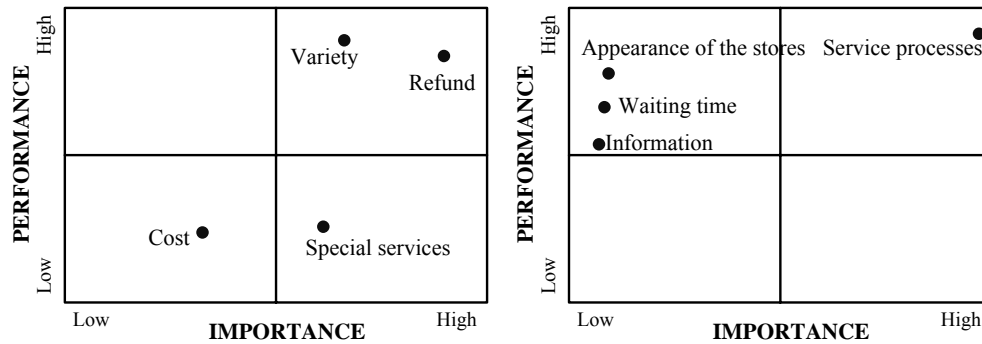 High
Variety
Refund
PERFORMANCE
Cost
Special services
Low
Low
High
IMPORTANCE
High
Appearance of the stores
Service processes
Waiting time
Information
PERFORMANCE
Low
Low
High
IMPORTANCE